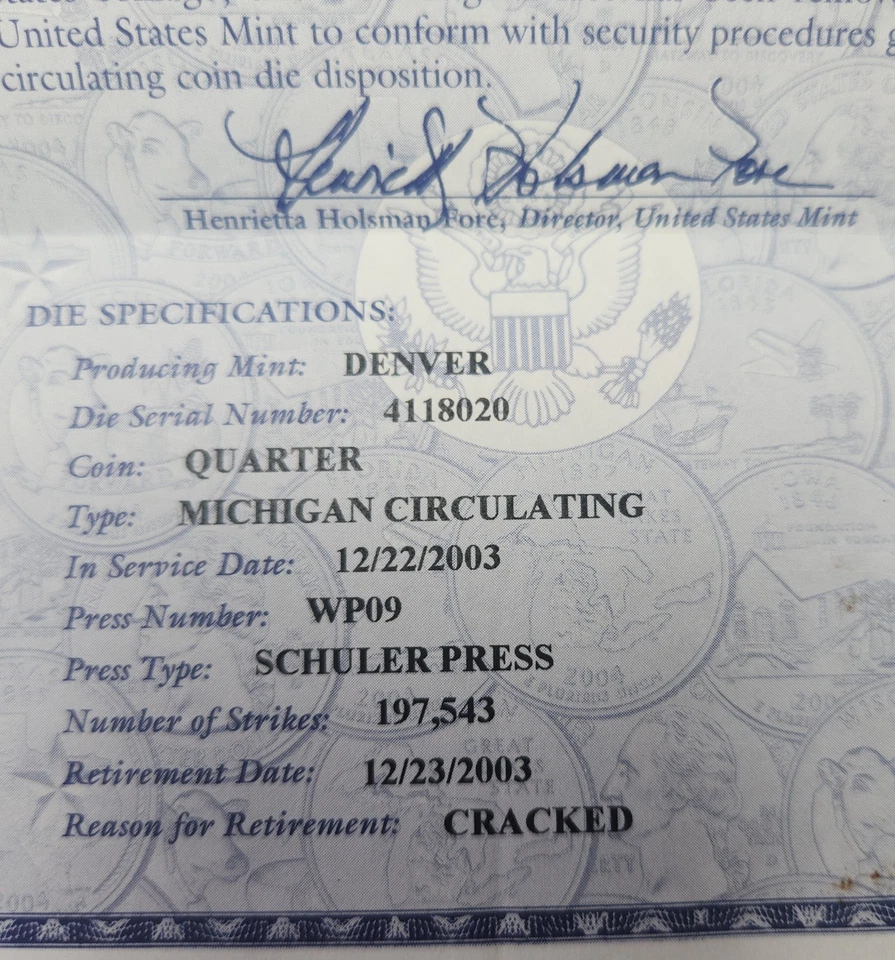 United States Mint to conform with security procedures
circulating coin die disposition.
Henrietta Holsman Fore
Henrietta Holsman Fore, Director, United States Mint
DIE SPECIFICATIONS:
Producing Mint: DENVER
Die Serial Number: 4118020
Coin: QUARTER
Type: MICHIGAN CIRCULATING
In Service Date: 12/22/2003
Press Number: WP09
Press Type: SCHULER PRESS
Number of Strikes: 197,543
Retirement Date: 12/23/2003
Reason for Retirement: CRACKED